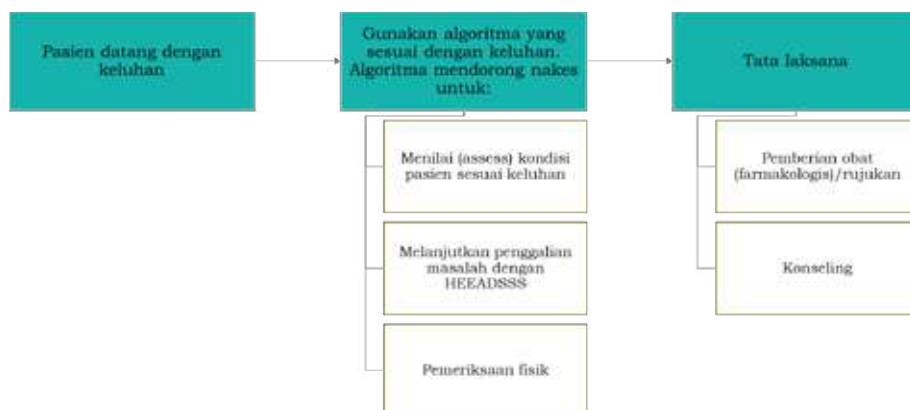 Pasien datang dengan
keluhan
Gunakan algoritma yang
sesuai dengan keluhan.
Algoritma mendorong nakes
untuk:
Tata laksana
Menilai (assess) kondisi
pasien sesuai keluhan
Melanjutkan penggalian
masalah dengan
HEEADSSS
Pemeriksaan fisik
Pemberian obat
(farmakologis)/rujukan
Konseling